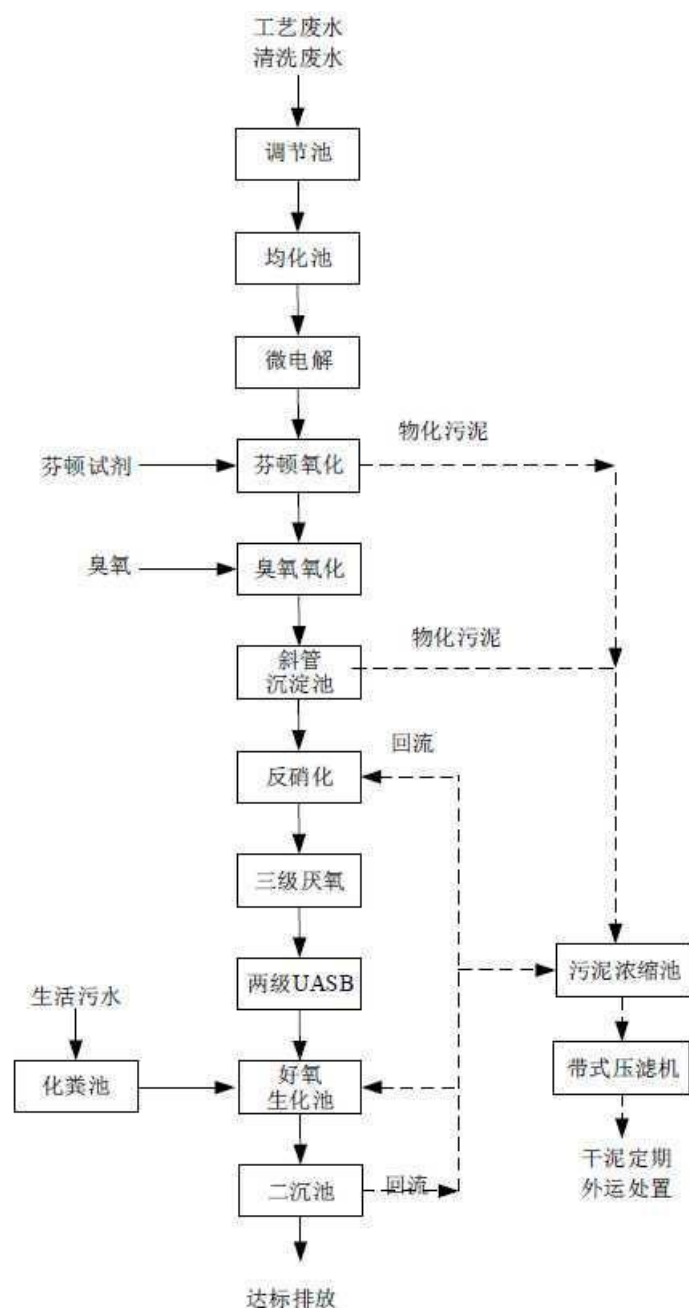 工艺废水
清洗废水
调节池
均化池
微电解
物化污泥
芬顿试剂
芬顿氧化
臭氧
臭氧氧化
物化污泥
斜管
沉淀池
回流
反硝化
三级厌氧
两级UASB
污泥浓缩池
生活污水
化粪池
好氧
生化池
带式压滤机
二沉池
回流
干泥定期
外运处置
达标排放